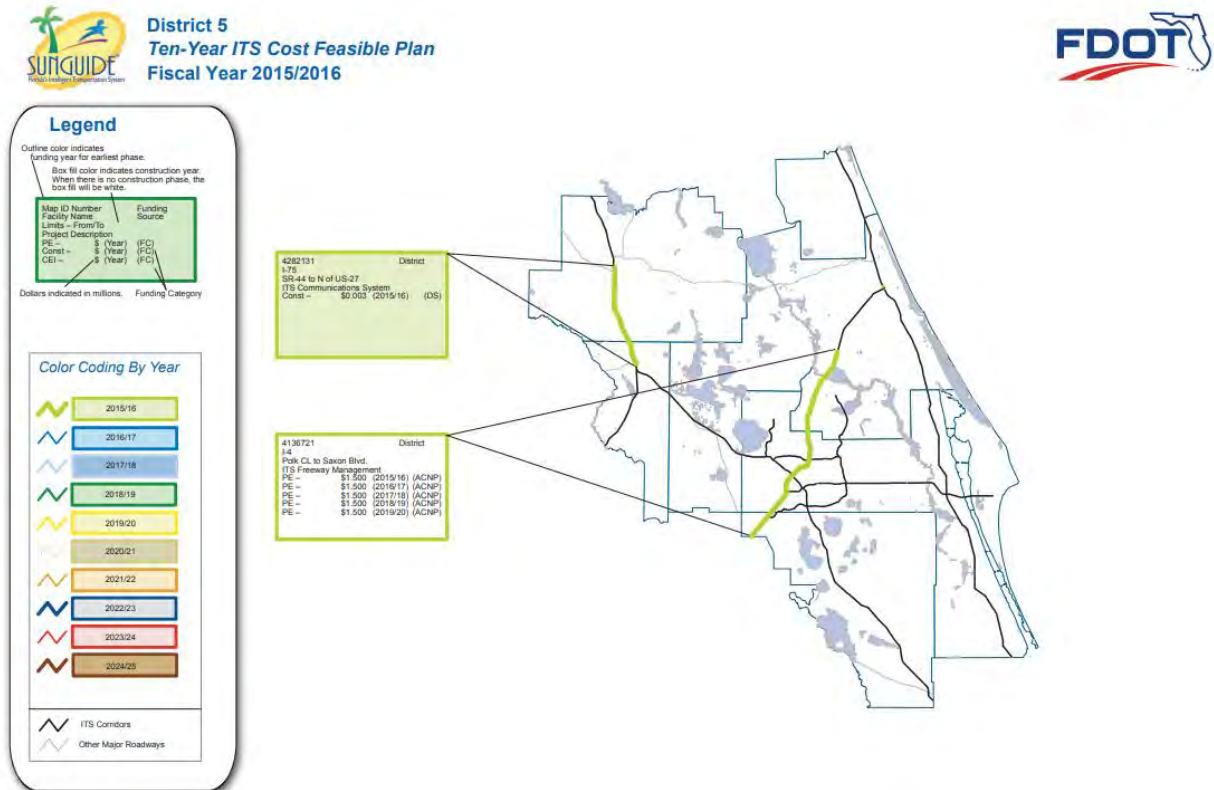 SUNGUIDE
Florida's Intelligent Transportation System
District 5
Ten-Year ITS Cost Feasible Plan
Fiscal Year 2015/2016
FDOT
Legend
Outline color indicates
funding year for earliest phase.
Box fill color indicates construction year.
When there is no construction phase, the
box fill will be white.
Map ID Number Funding
Facility Name Source
Limits – From/To
Project Description
PE – $ (Year) (FC)
Const – $ (Year) (FC)
CEI – $ (Year) (FC)
Dollars indicated in millions. Funding Category
Color Coding By Year
2015/16
2016/17
2017/18
2018/19
2019/20
2020/21
2021/22
2022/23
2023/24
2024/25
ITS Corridors
Other Major Roadways
4282131 District
I-75
SR-44 to N of US-27
ITS Communications System
Const – $0.003 (2015/16) (DS)
4136721 District
I-4
Polk CL to Saxon Blvd.
ITS Freeway Management
PE – $1.500 (2015/16) (ACNP)
PE – $1.500 (2016/17) (ACNP)
PE – $1.500 (2017/18) (ACNP)
PE – $1.500 (2018/19) (ACNP)
PE – $1.500 (2019/20) (ACNP)